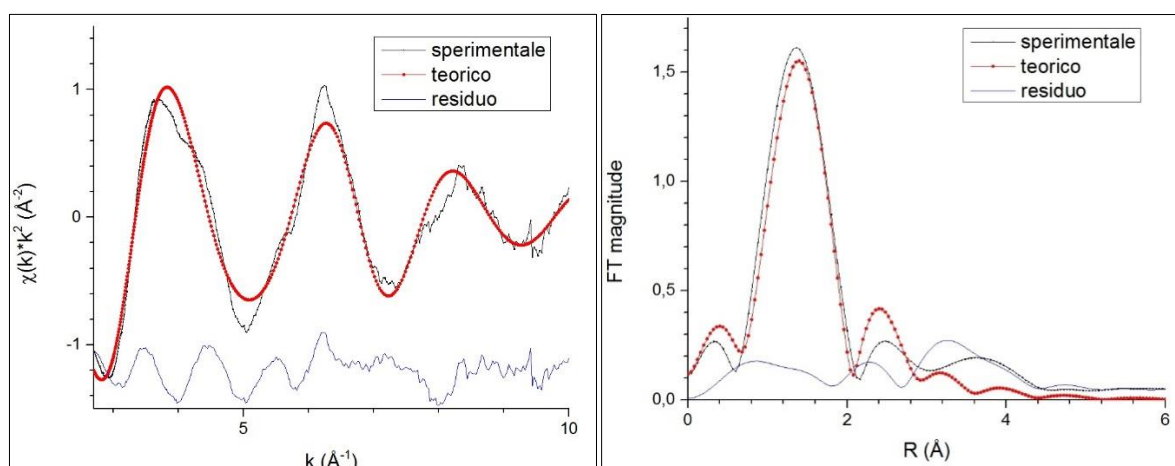 sperimentale
teorico
residuo
1
0
-1
χ(k)*k² (Å⁻²)
5
10
k (Å⁻¹)
sperimentale
teorico
residuo
1,5
1,0
0,5
0,0
FT magnitude
0
2
4
6
R (Å)